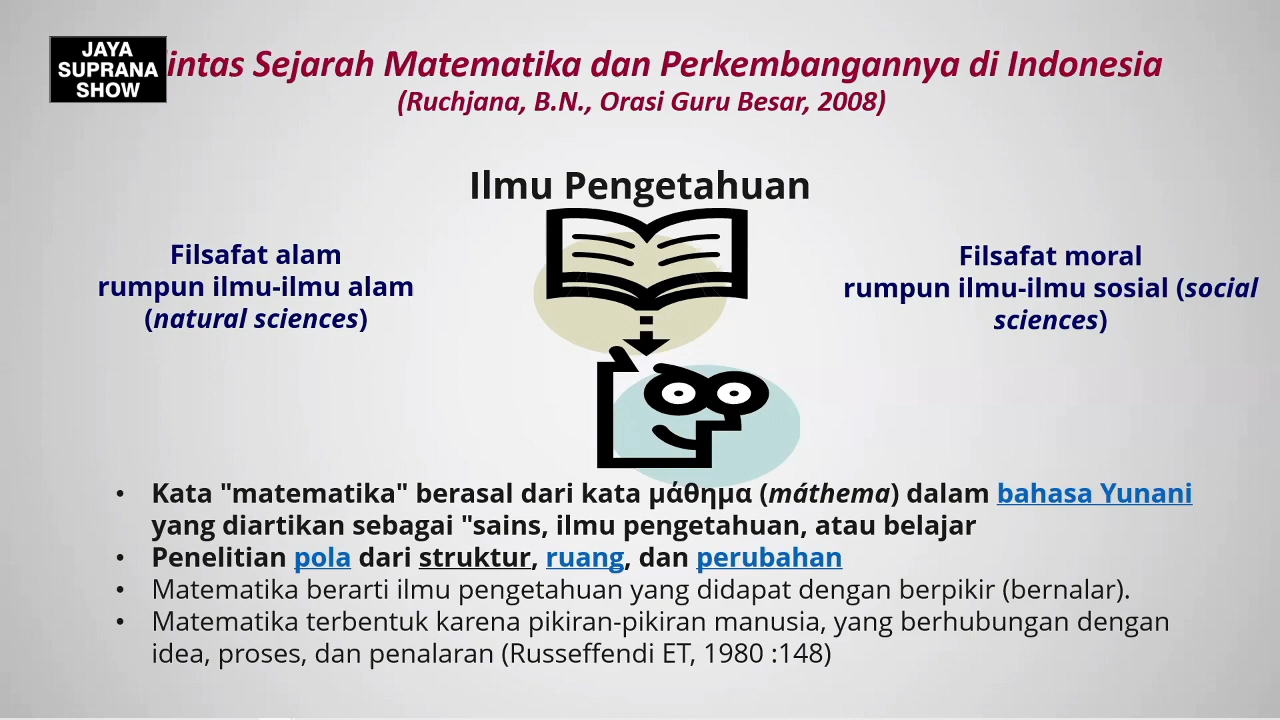 JAYA
SUPRANA
SHOW
intas Sejarah Matematika dan Perkembangannya di Indonesia
(Ruchjana, B.N., Orasi Guru Besar, 2008)
Ilmu Pengetahuan
Filsafat alam
rumpun ilmu-ilmu alam
(natural sciences)
Filsafat moral
rumpun ilmu-ilmu sosial (social
sciences)
• Kata "matematika" berasal dari kata μάθημα (máthema) dalam bahasa Yunani
yang diartikan sebagai "sains, ilmu pengetahuan, atau belajar
• Penelitian pola dari struktur, ruang, dan perubahan
• Matematika berarti ilmu pengetahuan yang didapat dengan berpikir (bernalar).
• Matematika terbentuk karena pikiran-pikiran manusia, yang berhubungan dengan
idea, proses, dan penalaran (Russeffendi ET, 1980 :148)